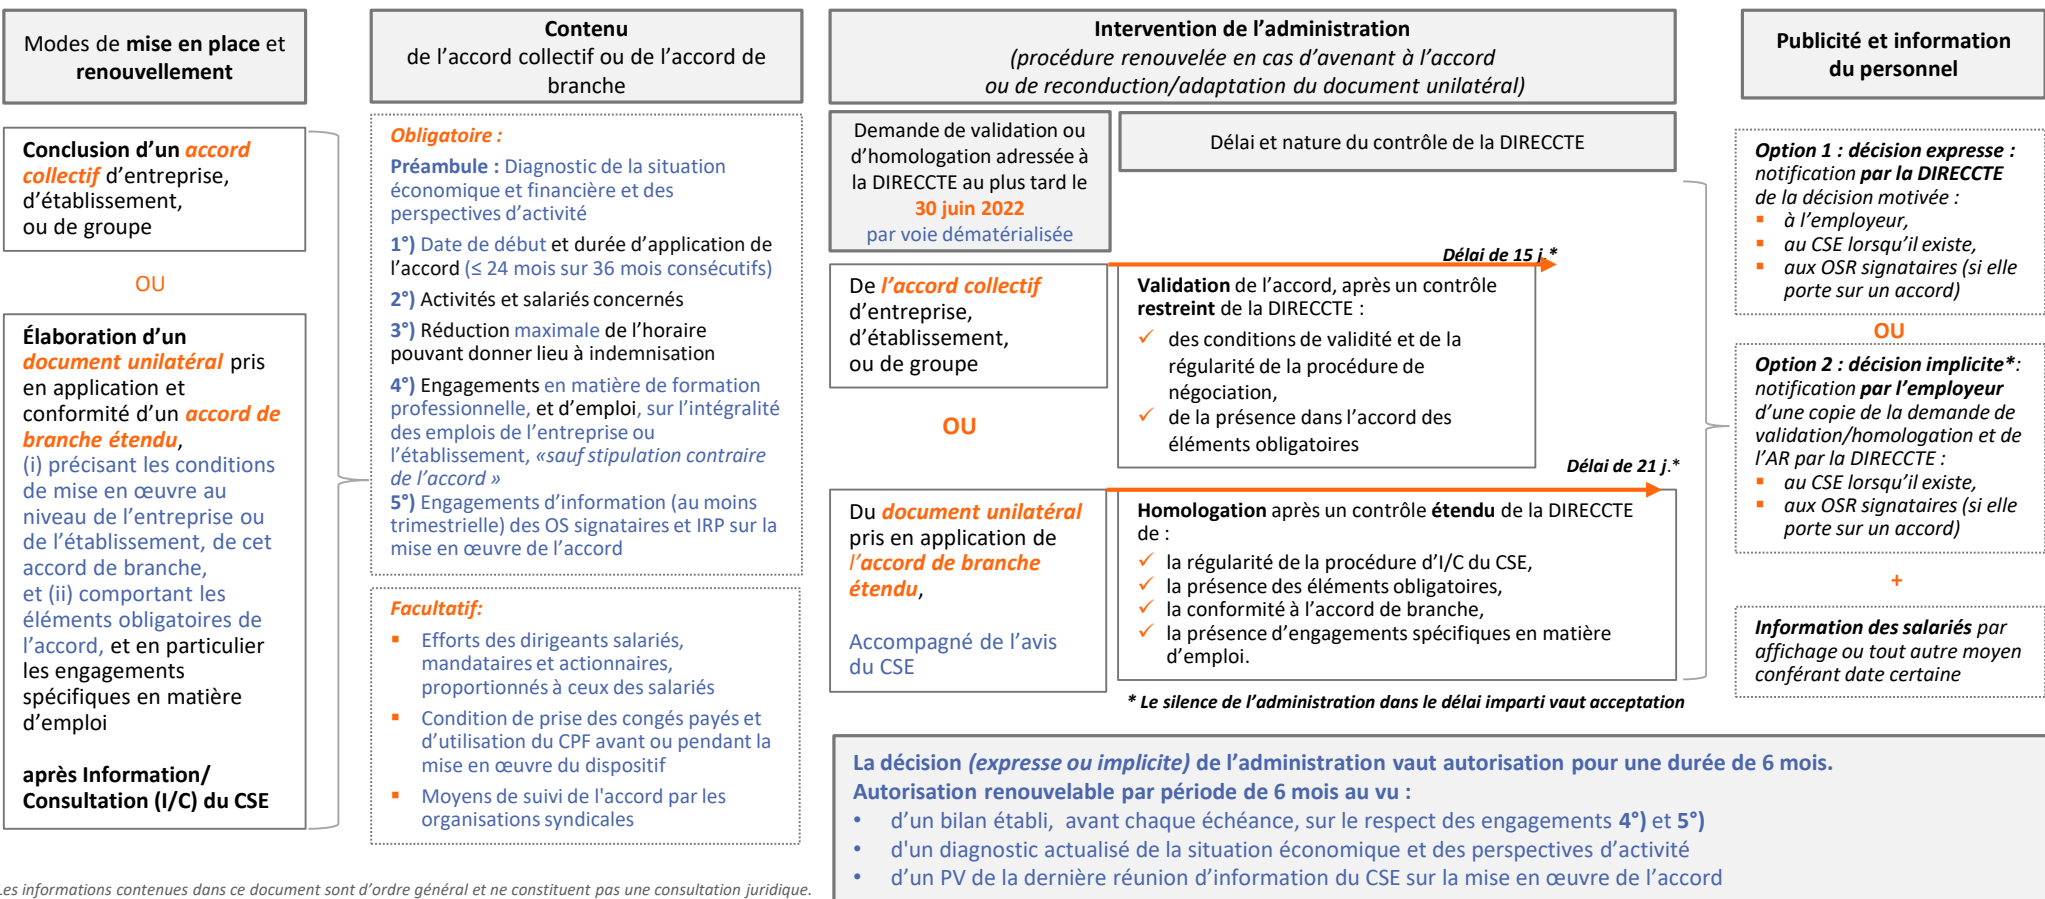 Modes de mise en place et
renouvellement
Conclusion d’un accord
collectif d’entreprise,
d’établissement,
ou de groupe
OU
Élaboration d’un
document unilatéral pris
en application et
conformité d’un accord de
branche étendu,
(i) précisant les conditions
de mise en œuvre au
niveau de l’entreprise ou
de l’établissement, de cet
accord de branche,
et (ii) comportant les
éléments obligatoires de
l’accord, et en particulier
les engagements
spécifiques en matière
d’emploi
après Information/
Consultation (I/C) du CSE
Contenu
de l’accord collectif ou de l’accord de
branche
Obligatoire :
Préambule : Diagnostic de la situation
économique et financière et des
perspectives d’activité
1°) Date de début et durée d’application de
l’accord (≤ 24 mois sur 36 mois consécutifs)
2°) Activités et salariés concernés
3°) Réduction maximale de l’horaire
pouvant donner lieu à indemnisation
4°) Engagements en matière de formation
professionnelle, et d’emploi, sur l’intégralité
des emplois de l’entreprise ou
l’établissement, «sauf stipulation contraire
de l’accord »
5°) Engagements d’information (au moins
trimestrielle) des OS signataires et IRP sur la
mise en œuvre de l’accord
Facultatif:
▪ Efforts des dirigeants salariés,
mandataires et actionnaires,
proportionnés à ceux des salariés
▪ Condition de prise des congés payés et
d’utilisation du CPF avant ou pendant la
mise en œuvre du dispositif
▪ Moyens de suivi de l'accord par les
organisations syndicales
Intervention de l’administration
(procédure renouvelée en cas d’avenant à l’accord
ou de reconduction/adaptation du document unilatéral)
Demande de validation ou
d’homologation adressée à
la DIRECCTE au plus tard le
30 juin 2022
par voie dématérialisée
Délai et nature du contrôle de la DIRECCTE
Délai de 15 j.*
De l’accord collectif
d’entreprise,
d’établissement,
ou de groupe
Validation de l’accord, après un contrôle
restreint de la DIRECCTE :
✓ des conditions de validité et de la
régularité de la procédure de
négociation,
✓ de la présence dans l’accord des
éléments obligatoires
OU
Délai de 21 j.*
Du document unilatéral
pris en application de
l’accord de branche
étendu,
Accompagné de l’avis
du CSE
Homologation après un contrôle étendu de la DIRECCTE
de :
✓ la régularité de la procédure d’I/C du CSE,
✓ la présence des éléments obligatoires,
✓ la conformité à l’accord de branche,
✓ la présence d’engagements spécifiques en matière
d’emploi.
* Le silence de l’administration dans le délai imparti vaut acceptation
Publicité et information
du personnel
Option 1 : décision expresse :
notification par la DIRECCTE
de la décision motivée :
▪ à l’employeur,
▪ au CSE lorsqu’il existe,
▪ aux OSR signataires (si elle
porte sur un accord)
OU
Option 2 : décision implicite*:
notification par l’employeur
d’une copie de la demande de
validation/homologation et de
l’AR par la DIRECCTE :
▪ au CSE lorsqu’il existe,
▪ aux OSR signataires (si elle
porte sur un accord)
+
Information des salariés par
affichage ou tout autre moyen
conférant date certaine
La décision (expresse ou implicite) de l’administration vaut autorisation pour une durée de 6 mois.
Autorisation renouvelable par période de 6 mois au vu :
• d’un bilan établi, avant chaque échéance, sur le respect des engagements 4°) et 5°)
• d'un diagnostic actualisé de la situation économique et des perspectives d’activité
• d’un PV de la dernière réunion d’information du CSE sur la mise en œuvre de l’accord
Les informations contenues dans ce document sont d’ordre général et ne constituent pas une consultation juridique.